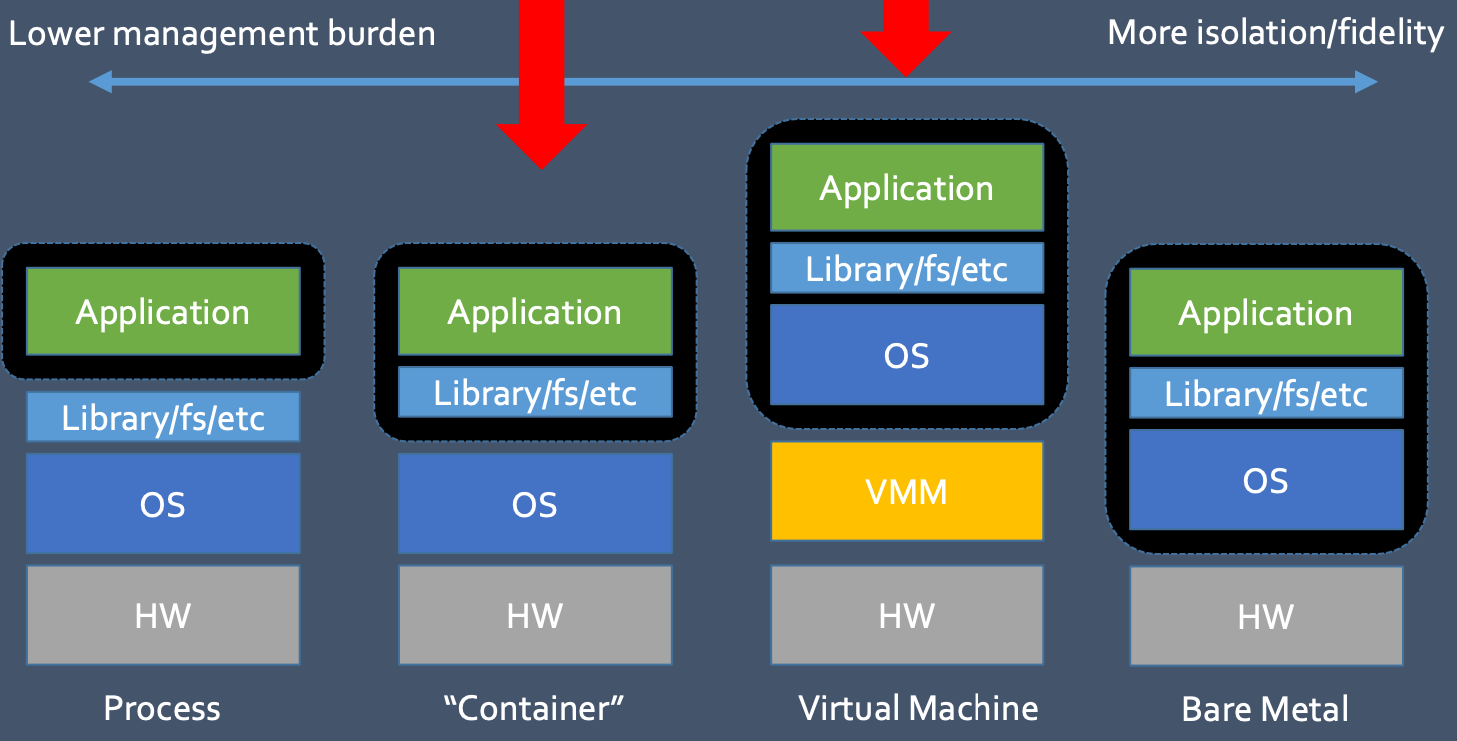 Lower management burden
More isolation/fidelity
Application
Library/fs/etc
OS
HW
Process
Application
Library/fs/etc
OS
HW
“Container”
Application
Library/fs/etc
OS
VMM
HW
Virtual Machine
Application
Library/fs/etc
OS
HW
Bare Metal